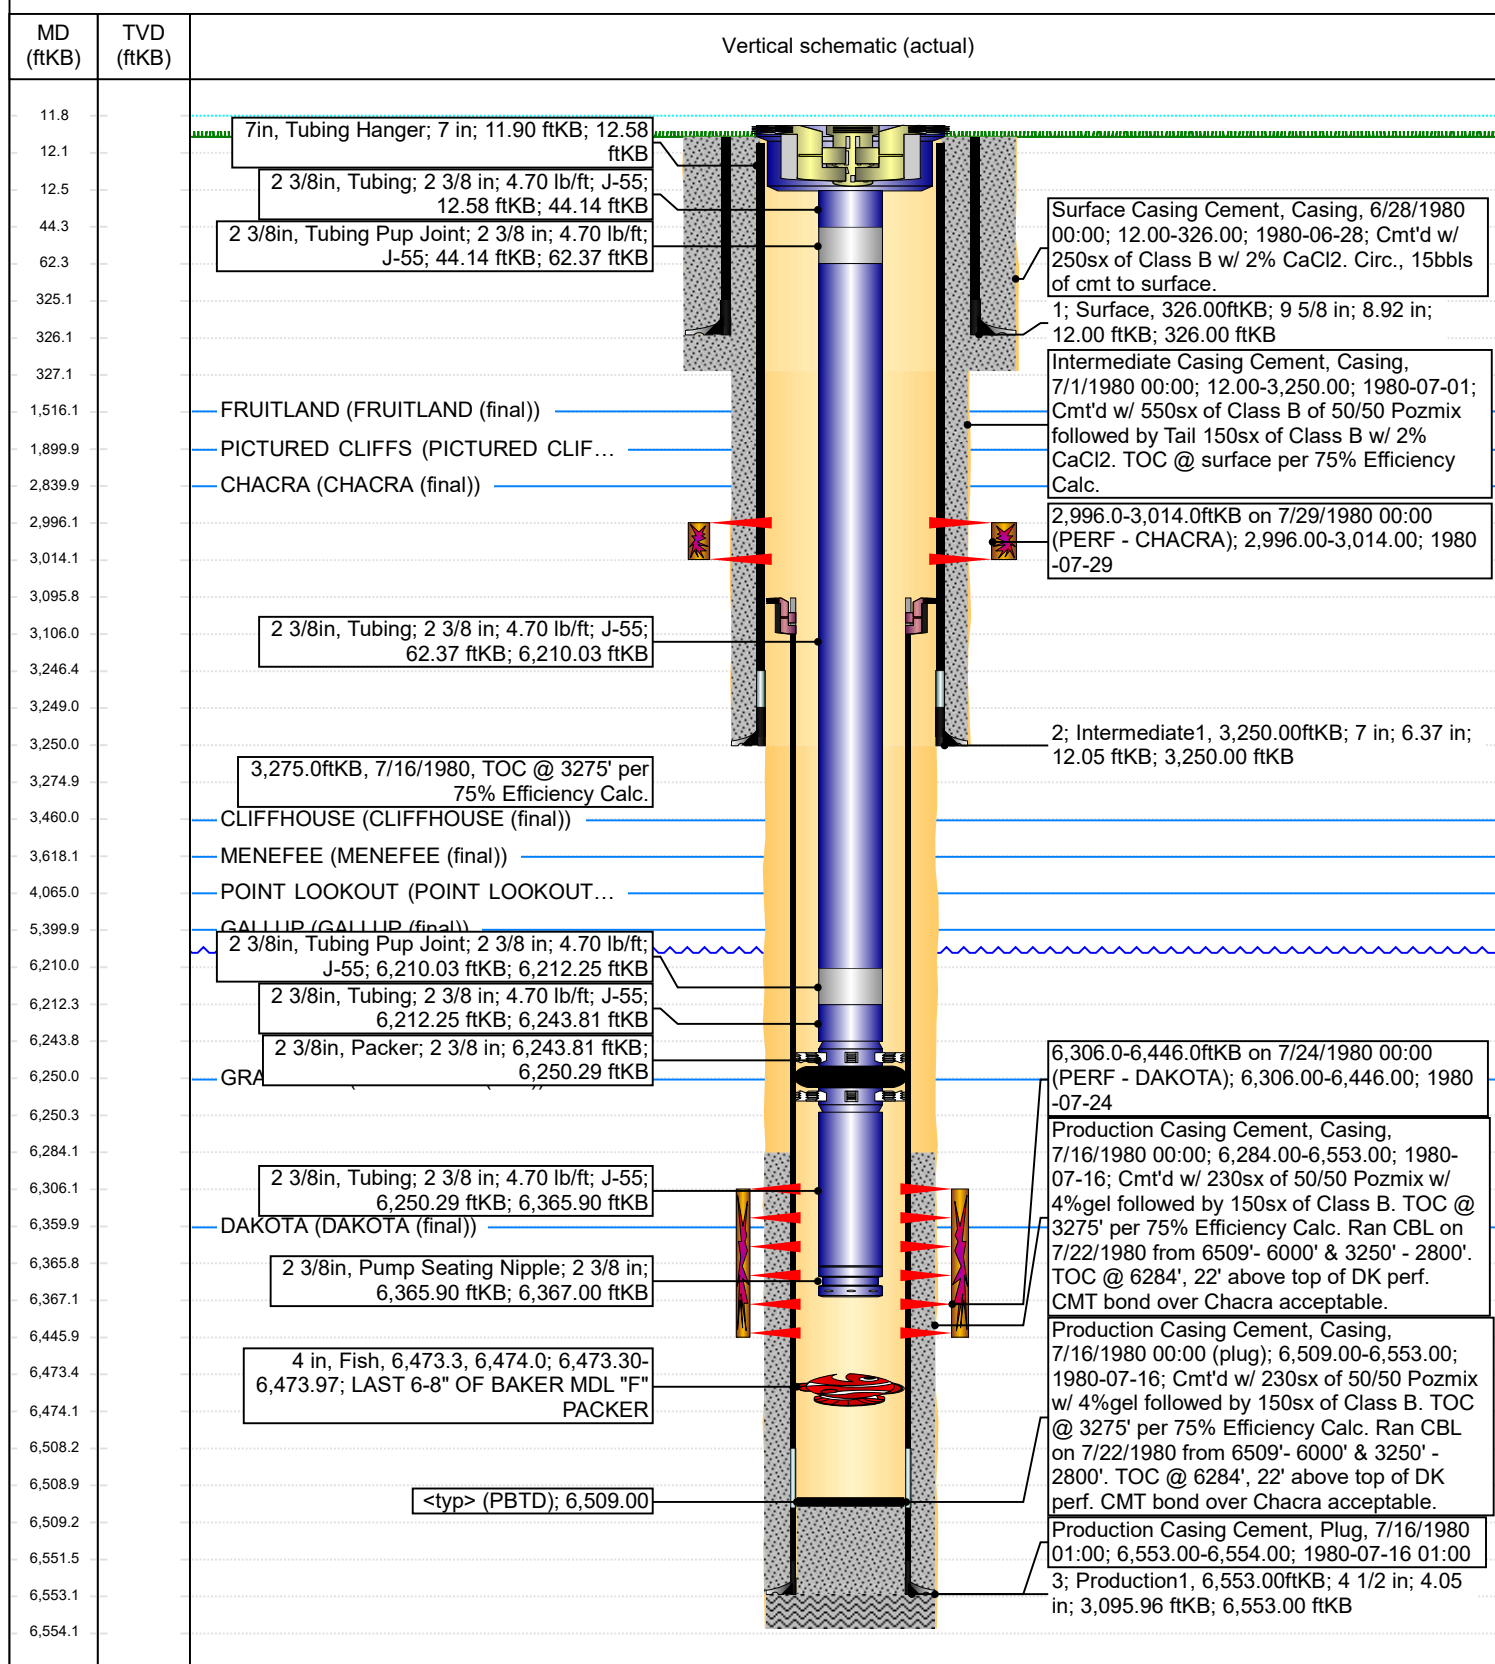 MD
(ftKB)
TVD
(ftKB)
Vertical schematic (actual)
11.8
12.1
12.5
44.3
62.3
325.1
326.1
327.1
1,516.1
1,899.9
2,839.9
2,996.1
3,014.1
3,095.8
3,106.0
3,246.4
3,249.0
3,250.0
3,274.9
3,460.0
3,618.1
4,065.0
5,399.9
6,210.0
6,212.3
6,243.8
6,250.0
6,250.3
6,284.1
6,306.1
6,359.9
6,365.8
6,367.1
6,445.9
6,473.4
6,474.1
6,508.2
6,508.9
6,509.2
6,551.5
6,553.1
6,554.1
7in, Tubing Hanger; 7 in; 11.90 ftKB; 12.58
ftKB
2 3/8in, Tubing; 2 3/8 in; 4.70 lb/ft; J-55;
12.58 ftKB; 44.14 ftKB
2 3/8in, Tubing Pup Joint; 2 3/8 in; 4.70 lb/ft;
J-55; 44.14 ftKB; 62.37 ftKB
FRUITLAND (FRUITLAND (final))
PICTURED CLIFFS (PICTURED CLIF...
CHACRA (CHACRA (final))
2 3/8in, Tubing; 2 3/8 in; 4.70 lb/ft; J-55;
62.37 ftKB; 6,210.03 ftKB
3,275.0ftKB, 7/16/1980, TOC @ 3275' per
75% Efficiency Calc.
CLIFFHOUSE (CLIFFHOUSE (final))
MENEFEE (MENEFEE (final))
POINT LOOKOUT (POINT LOOKOUT...
GALLUP (GALLUP (final))
2 3/8in, Tubing Pup Joint; 2 3/8 in; 4.70 lb/ft;
J-55; 6,210.03 ftKB; 6,212.25 ftKB
2 3/8in, Tubing; 2 3/8 in; 4.70 lb/ft; J-55;
6,212.25 ftKB; 6,243.81 ftKB
2 3/8in, Packer; 2 3/8 in; 6,243.81 ftKB;
6,250.29 ftKB
GRA
2 3/8in, Tubing; 2 3/8 in; 4.70 lb/ft; J-55;
6,250.29 ftKB; 6,365.90 ftKB
DAKOTA (DAKOTA (final))
2 3/8in, Pump Seating Nipple; 2 3/8 in;
6,365.90 ftKB; 6,367.00 ftKB
4 in, Fish, 6,473.3, 6,474.0; 6,473.30-
6,473.97; LAST 6-8" OF BAKER MDL "F"
PACKER
<typ> (PBTD); 6,509.00
Surface Casing Cement, Casing, 6/28/1980
00:00; 12.00-326.00; 1980-06-28; Cmt'd w/
250sx of Class B w/ 2% CaCl2. Circ., 15bbls
of cmt to surface.
1; Surface, 326.00ftKB; 9 5/8 in; 8.92 in;
12.00 ftKB; 326.00 ftKB
Intermediate Casing Cement, Casing,
7/1/1980 00:00; 12.00-3,250.00; 1980-07-01;
Cmt'd w/ 550sx of Class B of 50/50 Pozmix
followed by Tail 150sx of Class B w/ 2%
CaCl2. TOC @ surface per 75% Efficiency
Calc.
2,996.0-3,014.0ftKB on 7/29/1980 00:00
(PERF - CHACRA); 2,996.00-3,014.00; 1980
-07-29
2; Intermediate1, 3,250.00ftKB; 7 in; 6.37 in;
12.05 ftKB; 3,250.00 ftKB
6,306.0-6,446.0ftKB on 7/24/1980 00:00
(PERF - DAKOTA); 6,306.00-6,446.00; 1980
-07-24
Production Casing Cement, Casing,
7/16/1980 00:00; 6,284.00-6,553.00; 1980-
07-16; Cmt'd w/ 230sx of 50/50 Pozmix w/
4%gel followed by 150sx of Class B. TOC @
3275' per 75% Efficiency Calc. Ran CBL on
7/22/1980 from 6509'- 6000' & 3250' - 2800'.
TOC @ 6284', 22' above top of DK perf.
CMT bond over Chacra acceptable.
Production Casing Cement, Casing,
7/16/1980 00:00 (plug); 6,509.00-6,553.00;
1980-07-16; Cmt'd w/ 230sx of 50/50 Pozmix
w/ 4%gel followed by 150sx of Class B. TOC
@ 3275' per 75% Efficiency Calc. Ran CBL
on 7/22/1980 from 6509'- 6000' & 3250' -
2800'. TOC @ 6284', 22' above top of DK
perf. CMT bond over Chacra acceptable.
Production Casing Cement, Plug, 7/16/1980
01:00; 6,553.00-6,554.00; 1980-07-16 01:00
3; Production1, 6,553.00ftKB; 4 1/2 in; 4.05
in; 3,095.96 ftKB; 6,553.00 ftKB